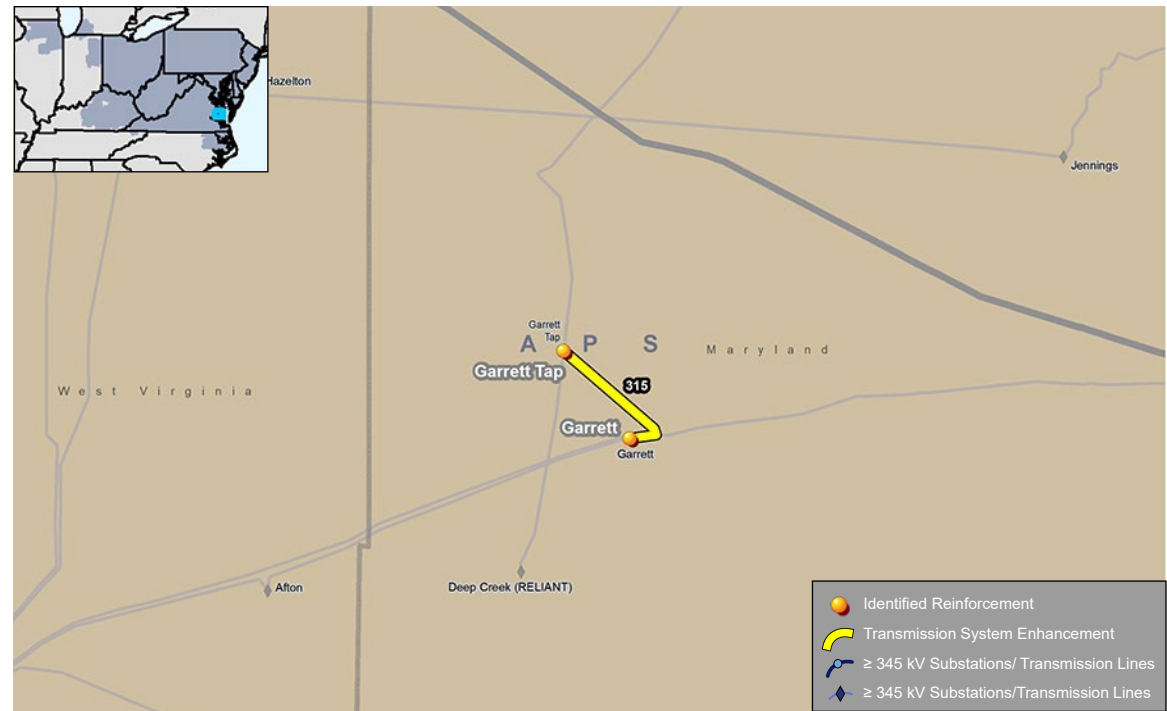 Hazelton
Jennings
Garrett
Tap
A P S
Maryland
Garrett Tap
315
West Virginia
Garrett
Garrett
Afton
Deep Creek (RELIANT)
Identified Reinforcement
Transmission System Enhancement
≥ 345 kV Substations/ Transmission Lines
≥ 345 kV Substations/Transmission Lines